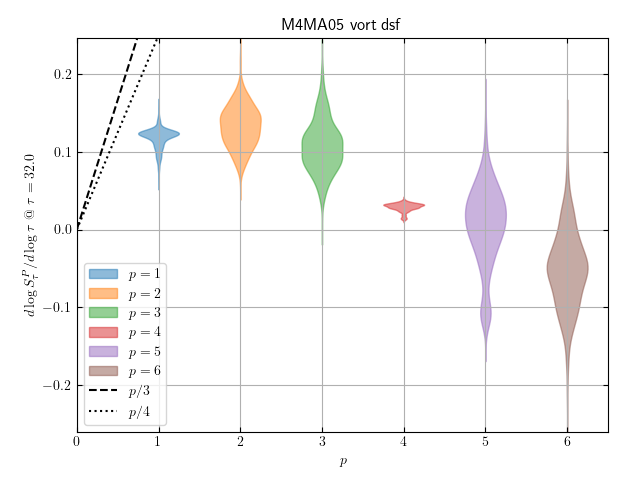 M4MA05 vort dsf
d log S_τ^P / d log τ @ τ = 32.0
0.2
0.1
0.0
−0.1
−0.2
p = 1
p = 2
p = 3
p = 4
p = 5
p = 6
p/3
p/4
0 1 2 3 4 5 6
p